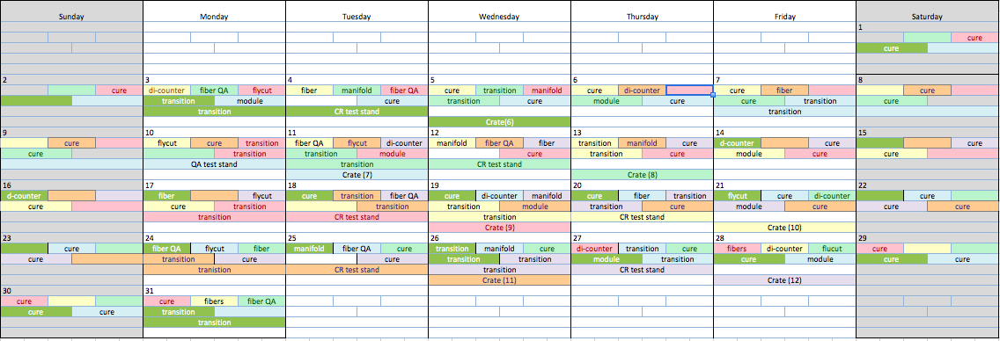 Sunday Monday Tuesday Wednesday Thursday Friday Saturday
1
cure
cure
2 3 4 5 6 7 8
cure di-counter fiber QA flycut fiber manifold fiber QA cure transition manifold cure di-counter cure fiber cure
transition module cure transition cure module cure cure transition cure
transition CR test stand transition
Crate(6)
9 10 11 12 13 14 15
cure flycut cure transition fiber QA flycut di-counter manifold fiber QA fiber transition manifold cure d-counter cure cure
cure transition transition module cure transition cure module cure cure
QA test stand transition CR test stand
Crate (7) Crate (8)
16 17 18 19 20 21 22
d-counter fiber flycut cure transition fiber QA cure di-counter manifold cure fiber transition flycut cure di-counter cure
cure cure transition transition transition module transition cure module cure cure cure
transition CR test stand transition CR test stand
Crate (9) Crate (10)
23 24 25 26 27 28 29
cure fiber QA flycut fiber manifold fiber QA cure transition manifold cure di-counter transition cure fibers di-counter flucut cure
cure transition cure cure transition transition module transition cure module cure cure
transition CR test stand transition CR test stand
Crate (11) Crate (12)
30 31
cure cure fibers fiber QA
cure cure transition
transition